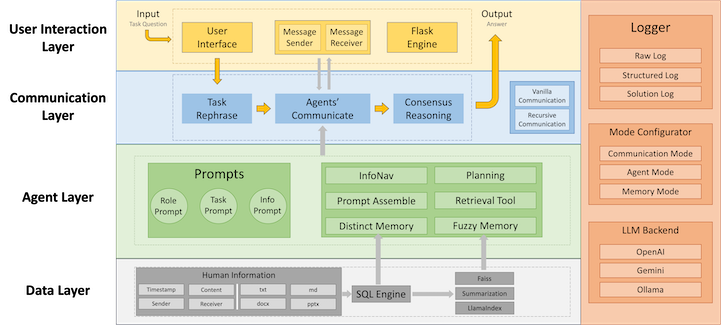 User Interaction
Layer
Input
Task Question
User
Interface
Message
Sender
Message
Receiver
Flask
Engine
Output
Answer
Communication
Layer
Task
Rephrase
Agents'
Communicate
Consensus
Reasoning
Vanilla
Communication
Recursive
Communication
Agent Layer
Prompts
Role
Prompt
Task
Prompt
Info
Prompt
InfoNav
Planning
Prompt Assemble
Retrieval Tool
Distinct Memory
Fuzzy Memory
Data Layer
Human Information
Timestamp
Content
txt
md
Sender
Receiver
docx
pptx
SQL Engine
Faiss
Summarization
LlamaIndex
Logger
Raw Log
Structured Log
Solution Log
Mode Configurator
Communication Mode
Agent Mode
Memory Mode
LLM Backend
OpenAI
Gemini
Ollama